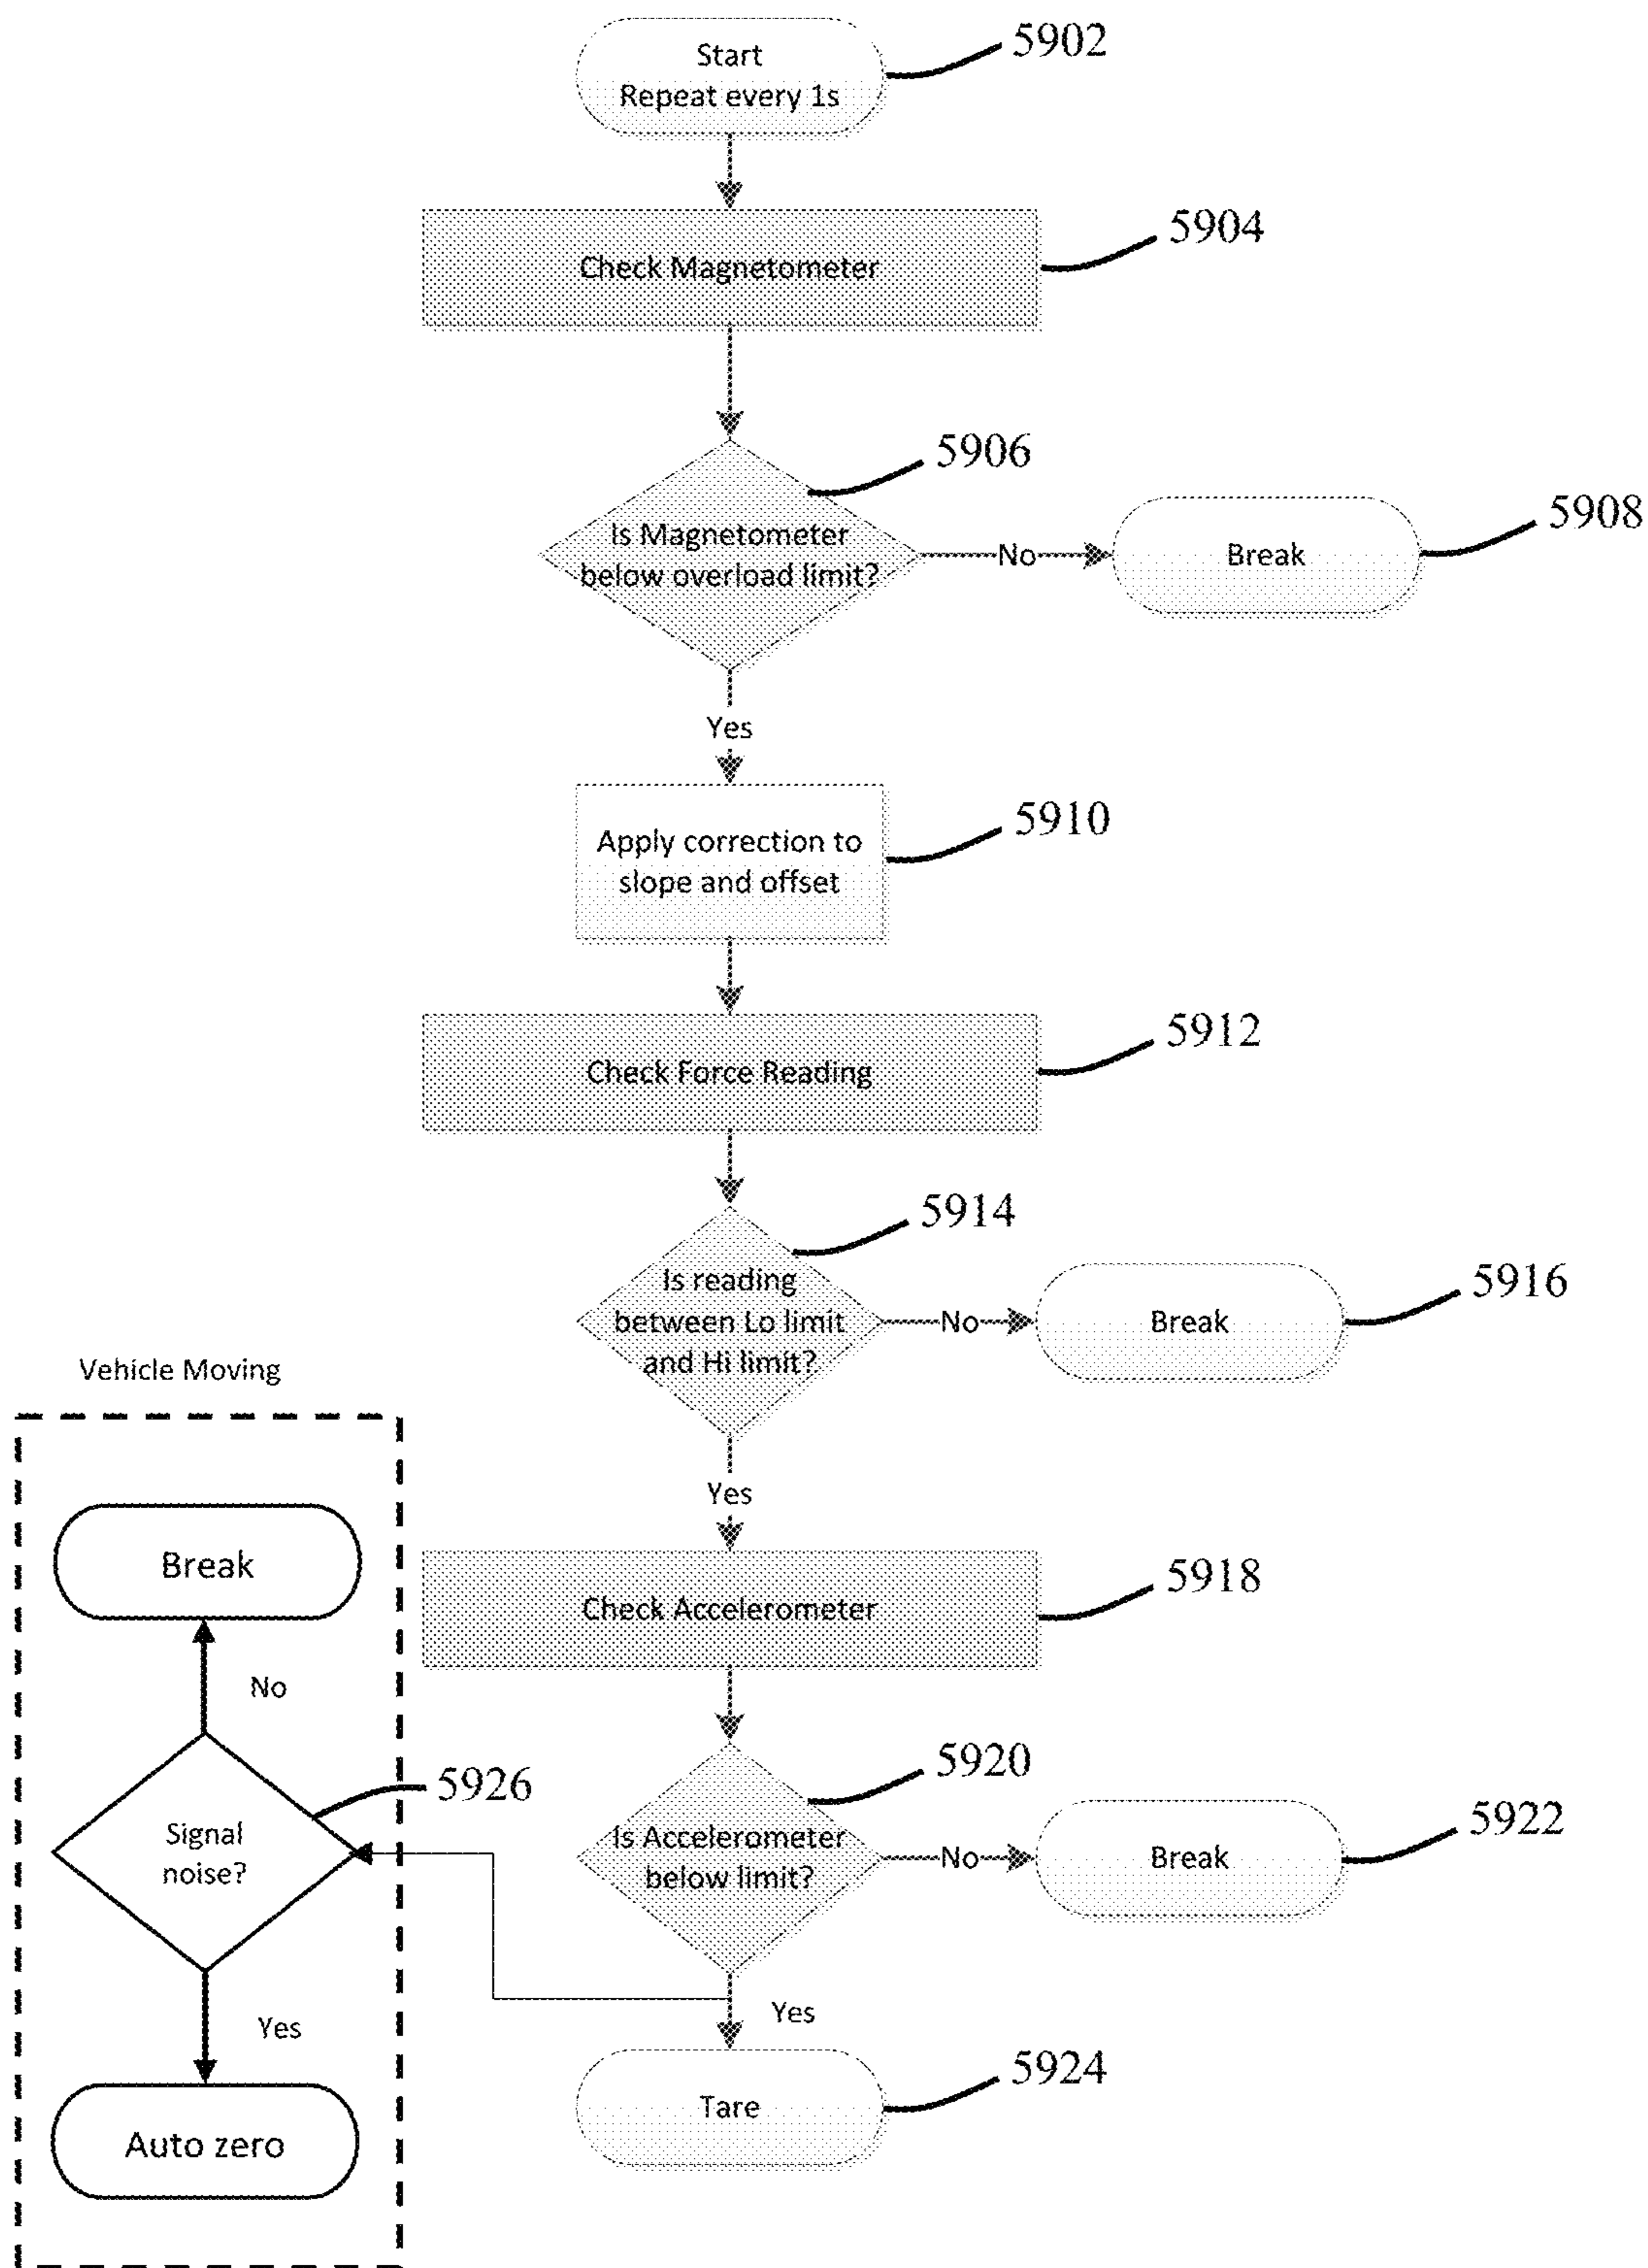 Start
Repeat every 1s
5902
Check Magnetometer
5904
5906
Is Magnetometer
below overload limit?
No
Break
5908
Yes
Apply correction to
slope and offset
5910
Check Force Reading
5912
5914
Is reading
between Lo limit
and Hi limit?
No
Break
5916
Yes
Vehicle Moving
Check Accelerometer
5918
5920
Is Accelerometer
below limit?
No
Break
5922
Yes
Tare
5924
Break
No
5926
Signal
noise?
Yes
Auto zero